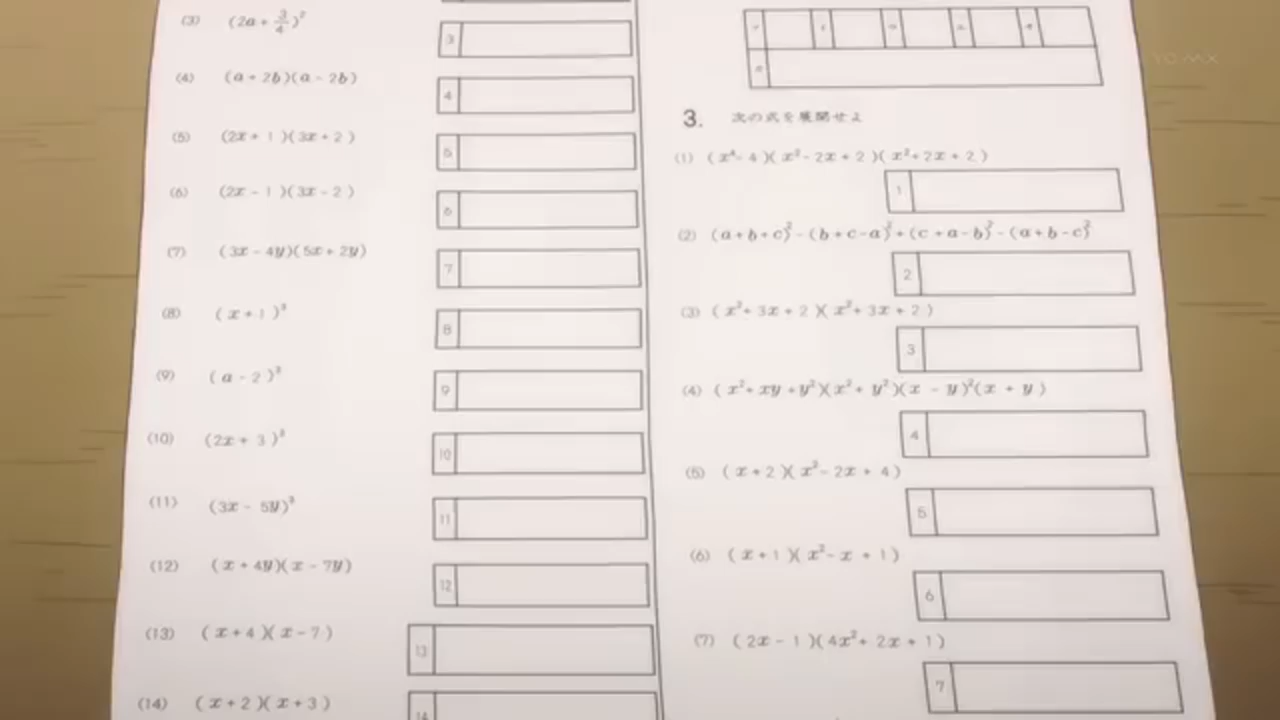 (3) (2a + 3/4)²
3
(4) (a + 2b)(a - 2b)
4
(5) (2x + 1)(3x + 2)
5
(6) (2x - 1)(3x - 2)
6
(7) (3x - 4y)(5x + 2y)
7
(8) (x + 1)³
8
(9) (a - 2)³
9
(10) (2x + 3)³
10
(11) (3x - 5y)³
11
(12) (x + 4y)(x - 7y)
12
(13) (x + 4)(x - 7)
13
(14) (x + 2)(x + 3)
14
3. 次の式を展開せよ
(1) (x⁴ - 4)(x² - 2x + 2)(x² + 2x + 2)
1
(2) (a + b + c)² - (b + c - a)² + (c + a - b)² - (a + b - c)²
2
(3) (x² + 3x + 2)(x² + 3x + 2)
3
(4) (x² + xy + y²)(x² + y²)(x - y)²(x + y)
4
(5) (x + 2)(x² - 2x + 4)
5
(6) (x + 1)(x² - x + 1)
6
(7) (2x - 1)(4x² + 2x + 1)
7